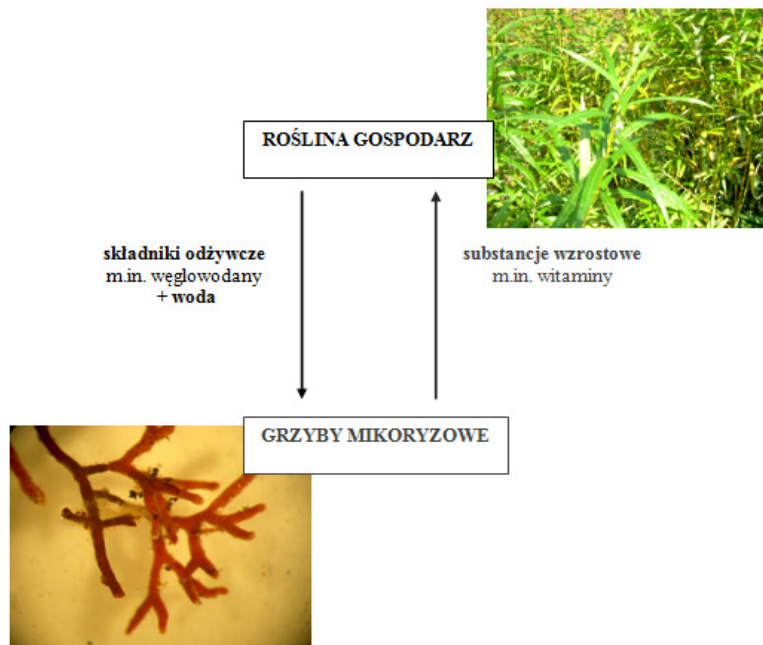 ROŚLINA GOSPODARZ
składniki odżywcze
m.in. węglowodany
+ woda
substancje wzrostowe
m.in. witaminy
GRZYBY MIKORYZOWE